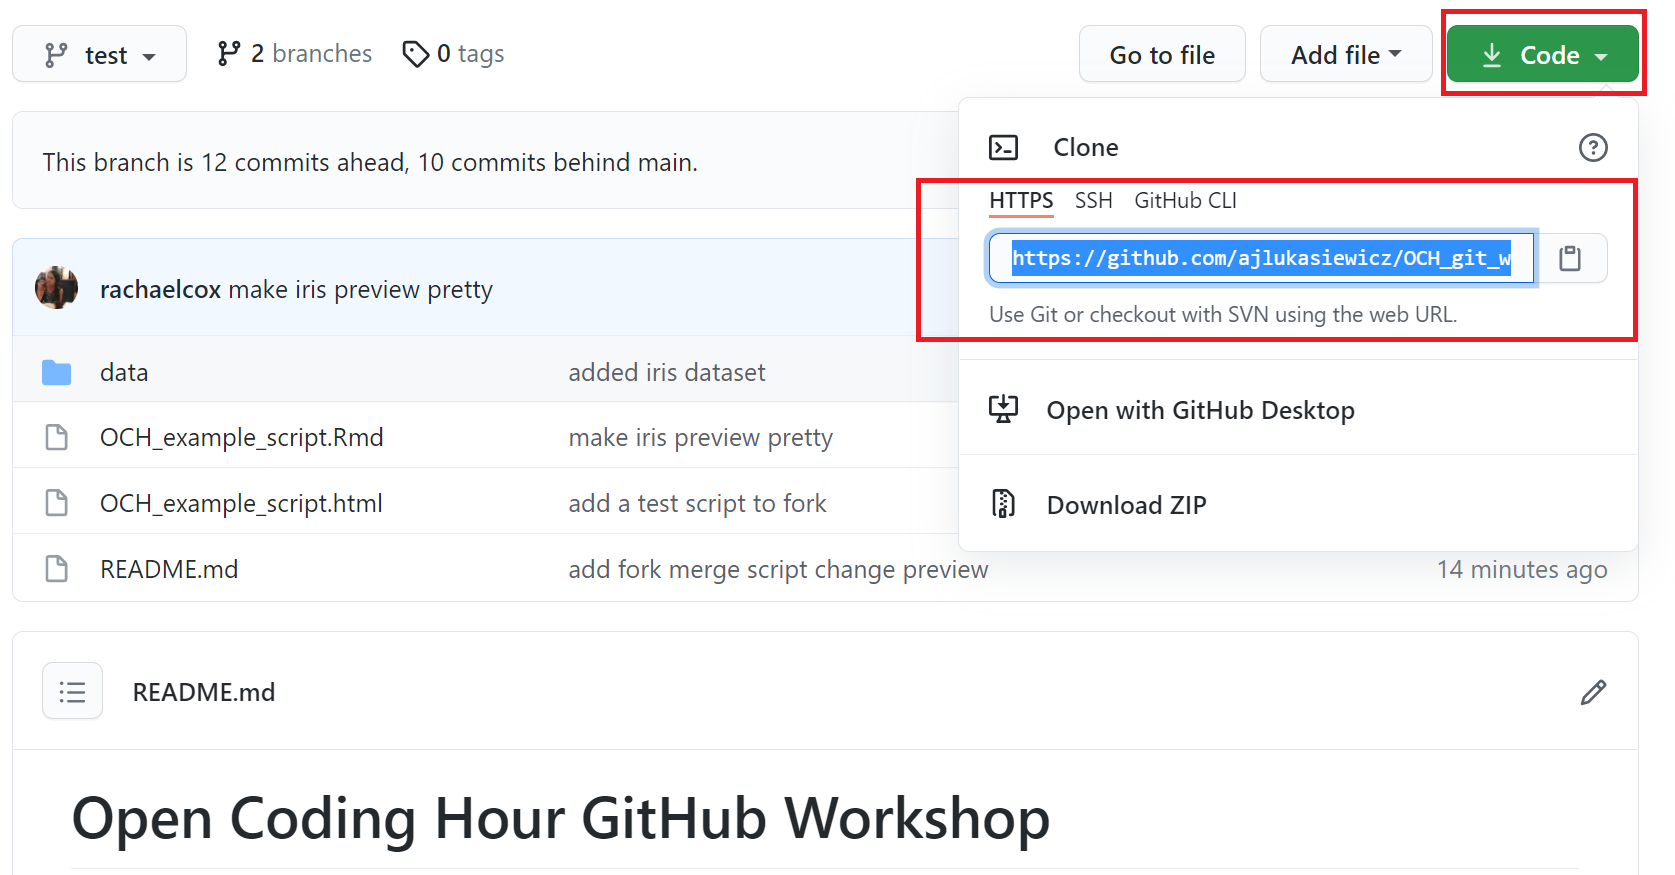 test
2 branches
0 tags
Go to file
Add file
Code
This branch is 12 commits ahead, 10 commits behind main.
Clone
HTTPS SSH GitHub CLI
https://github.com/ajlukasiewicz/OCH_git_w
Use Git or checkout with SVN using the web URL.
Open with GitHub Desktop
Download ZIP
rachaelcox make iris preview pretty
data added iris dataset
OCH_example_script.Rmd make iris preview pretty
OCH_example_script.html add a test script to fork
README.md add fork merge script change preview 14 minutes ago
README.md
Open Coding Hour GitHub Workshop